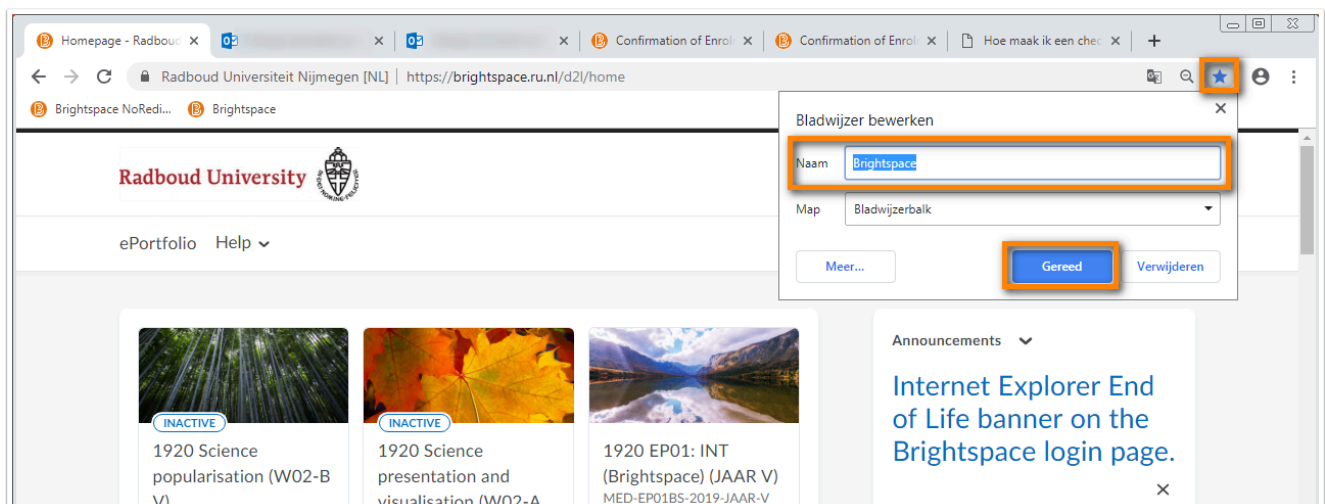 Homepage - Radboud
Confirmation of Enrol
Confirmation of Enrol
Hoe maak ik een chec
Radboud Universiteit Nijmegen [NL] | https://brightspace.ru.nl/d2l/home
Brightspace NoRedi... Brightspace
Bladwijzer bewerken
Naam Brightspace
Map Bladwijzerbalk
Meer... Gereed Verwijderen
Radboud University
ePortfolio Help
INACTIVE
1920 Science
popularisation (W02-B
V)
INACTIVE
1920 Science
presentation and
visualisation (W02-A
1920 EP01: INT
(Brightspace) (JAAR V)
MED-EP01BS-2019-JAAR-V
Announcements
Internet Explorer End
of Life banner on the
Brightspace login page.